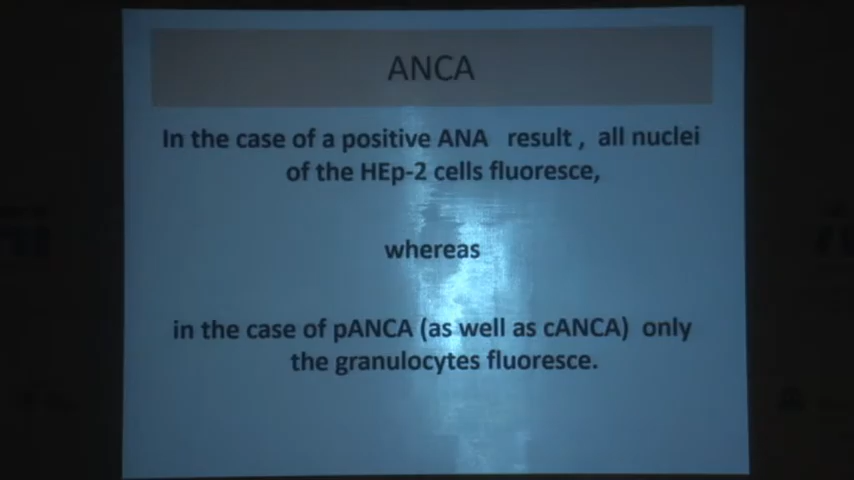 ANCA
In the case of a positive ANA result , all nuclei
of the HEp-2 cells fluoresce,
whereas
in the case of pANCA (as well as cANCA) only
the granulocytes fluoresce.